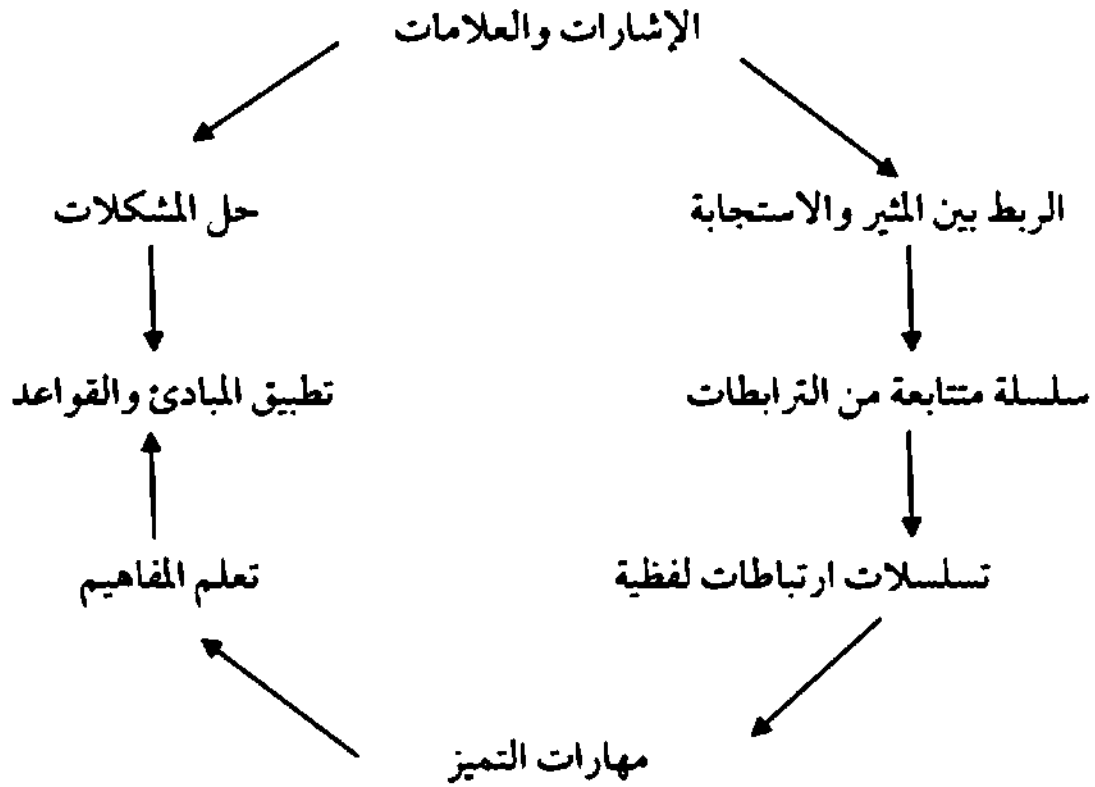 الإشارات والعلامات
الربط بين المثير والاستجابة
حل المشكلات
سلسلة متتابعة من الترابطات
تطبيق المبادئ والقواعد
تسلسلات ارتباطات لفظية
تعلم المفاهيم
مهارات التميز